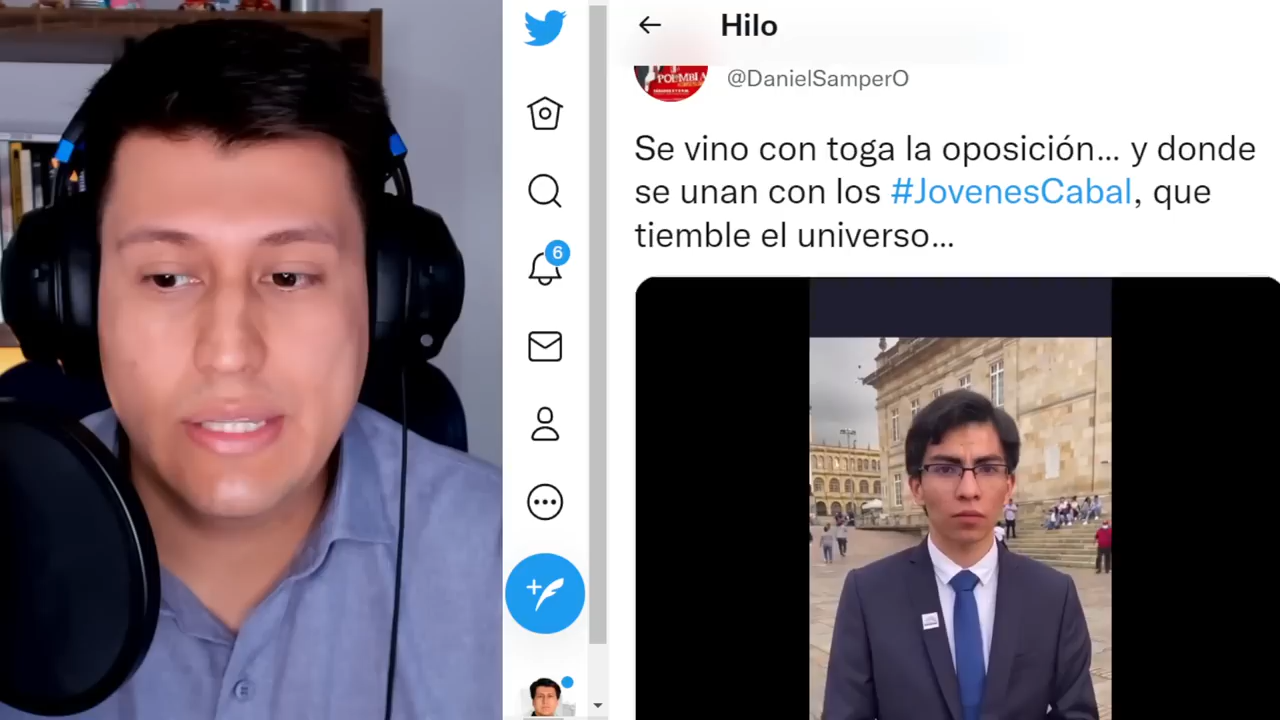 Hilo
POLOMBIA
@DanielSamperO
Se vino con toga la oposición... y donde
se unan con los #JovenesCabal, que
tiemble el universo...
6